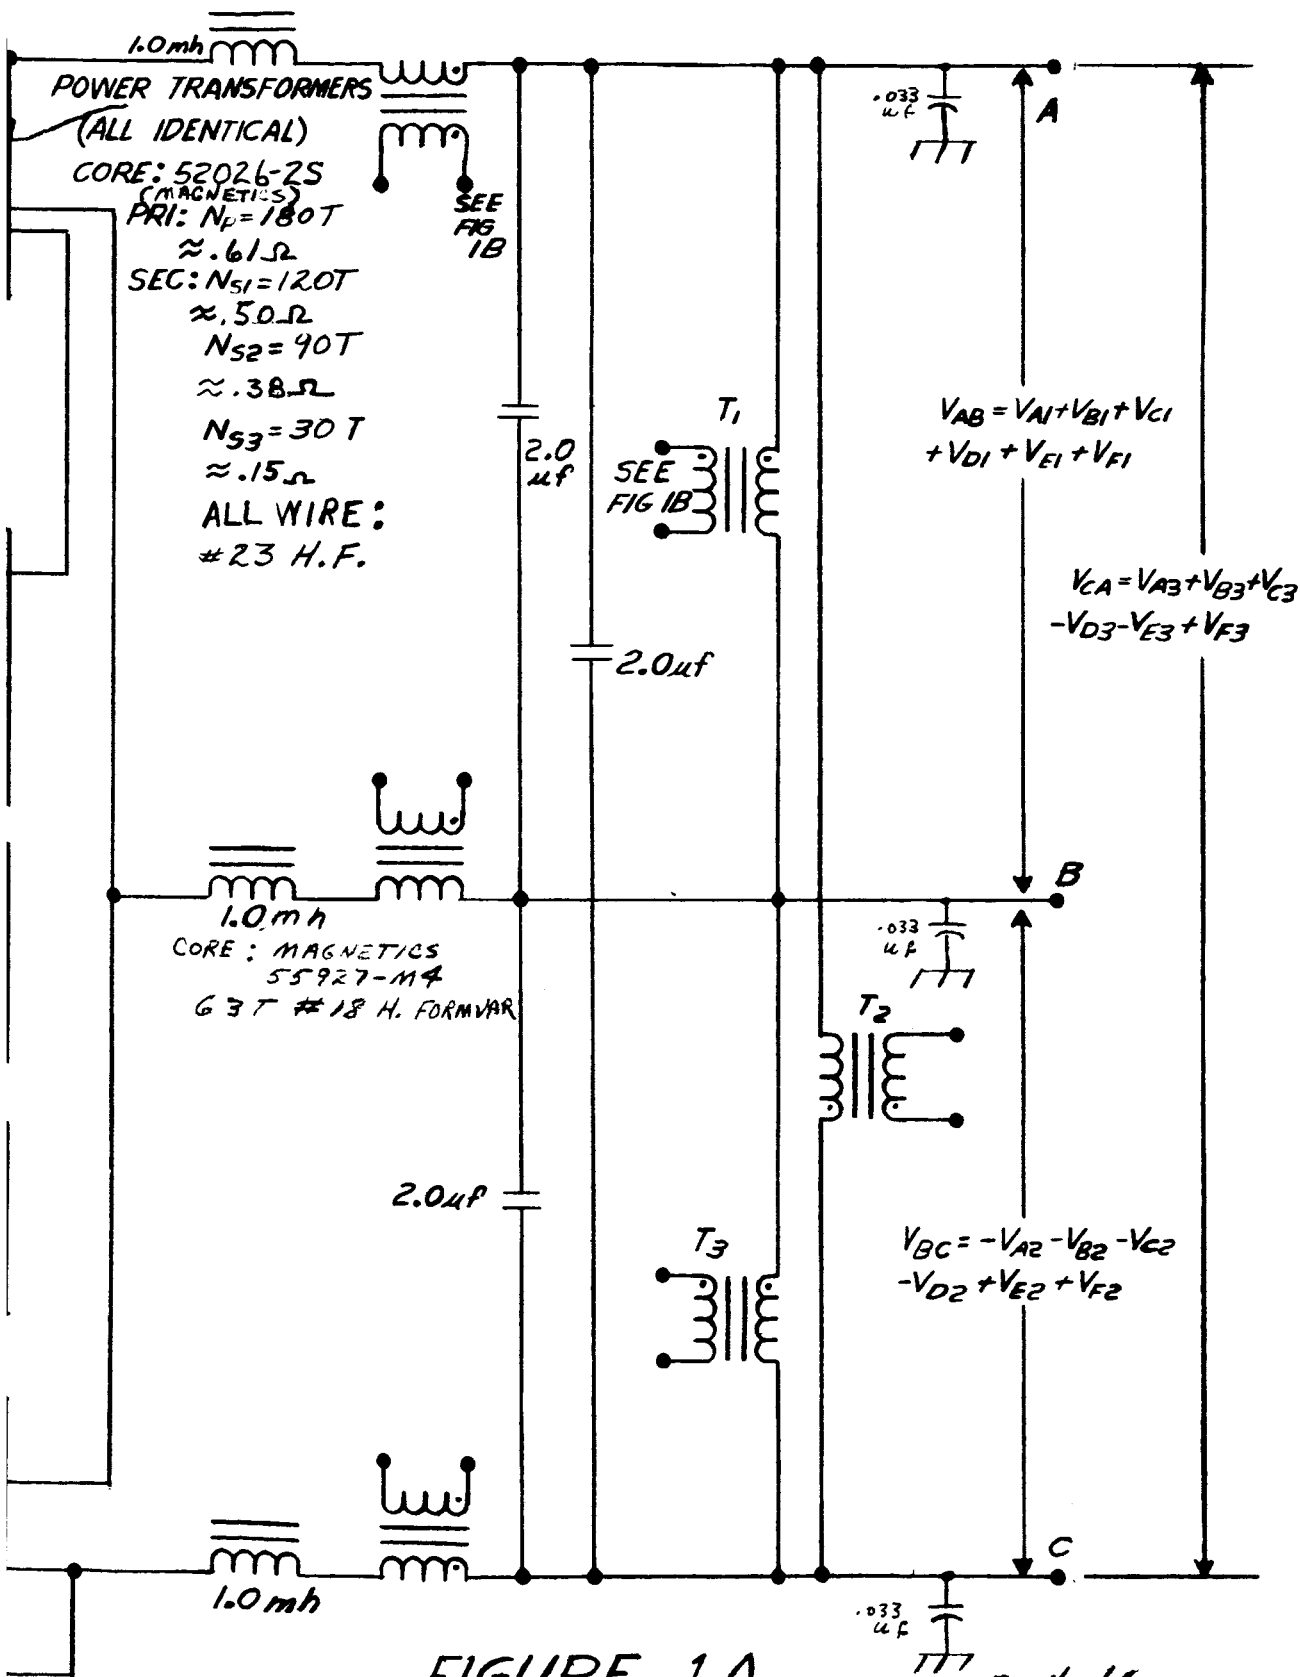 1.0mh
POWER TRANSFORMERS
(ALL IDENTICAL)
CORE: 52026-2S
(MAGNETICS)
PRI: Np=180T
≈.61Ω
SEC: NS1=120T
≈.50Ω
NS2=90T
≈.38Ω
NS3=30T
≈.15Ω
ALL WIRE:
#23 H.F.
SEE
FIG
1B
.033
uf
A
2.0
uf
T1
SEE
FIG 1B
VAB=VA1+VB1+VC1
+VD1+VE1+VF1
VCA=VA3+VB3+VC3
-VD3-VE3+VF3
2.0uf
B
1.0mh
CORE: MAGNETICS
55927-M4
63T #18 H. FORMVAR
.033
uf
T2
2.0uf
T3
VBC=-VA2-VB2-VC2
-VD2+VE2+VF2
C
1.0mh
.033
uf
FIGURE 1A